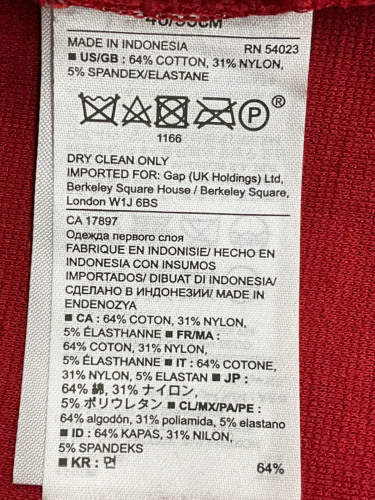 40/99CM
MADE IN INDONESIA RN 54023
■ US/GB : 64% COTTON, 31% NYLON,
5% SPANDEX/ELASTANE
P ®
1166
DRY CLEAN ONLY
IMPORTED FOR: Gap (UK Holdings) Ltd,
Berkeley Square House / Berkeley Square,
London W1J 6BS
CA 17897
Одежда первого слоя
FABRIQUE EN INDONISIE/ HECHO EN
INDONESIA CON INSUMOS
IMPORTADOS/ DIBUAT DI INDONESIA/
СДЕЛАНО В ИНДОНЕЗИИ/ MADE IN
ENDENOZYA
■ CA : 64% COTON, 31% NYLON,
5% ÉLASTHANNE ■ FR/MA :
64% COTON, 31% NYLON,
5% ÉLASTHANNE ■ IT : 64% COTONE,
31% NYLON, 5% ELASTAN ■ JP :
64% 綿, 31% ナイロン,
5% ポリウレタン ■ CL/MX/PA/PE :
64% algodón, 31% poliamida, 5% elastano
■ ID : 64% KAPAS, 31% NILON,
5% SPANDEKS
■ KR : 면 64%